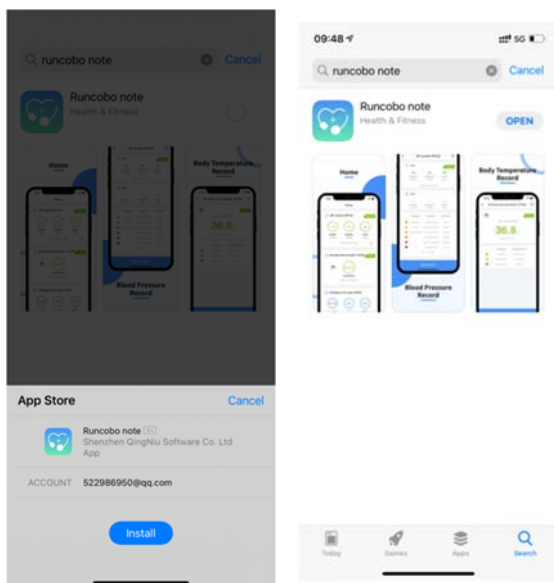 runcobo note
Cancel
Runcobo note
Health & Fitness
Home
Body Temperature
Record
36.8
Blood Pressure
Record
App Store
Cancel
Runcobo note
Shenzhen QingNiu Software Co. Ltd
App
ACCOUNT 522986950@qq.com
Install
09:48
5G
runcobo note
Cancel
Runcobo note
Health & Fitness
OPEN
Home
Body Temperature
Record
36.8
Blood Pressure
Record
Today
Games
Apps
Search